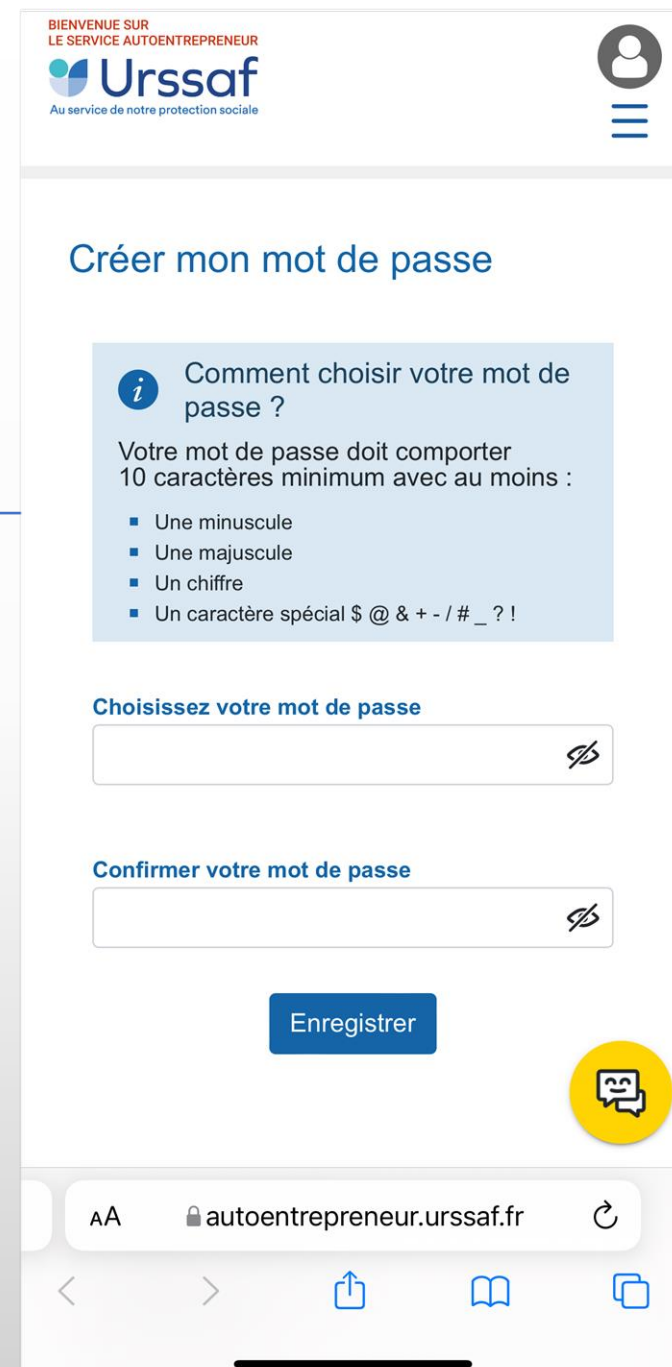 BIENVENUE SUR
LE SERVICE AUTOENTREPRENEUR
Urssaf
Au service de notre protection sociale
Créer mon mot de passe
i
Comment choisir votre mot de
passe ?
Votre mot de passe doit comporter
10 caractères minimum avec au moins :
Une minuscule
Une majuscule
Un chiffre
Un caractère spécial $ @ & + - / # _ ? !
Choisissez votre mot de passe
Confirmer votre mot de passe
Enregistrer
AA autoentrepreneur.urssaf.fr